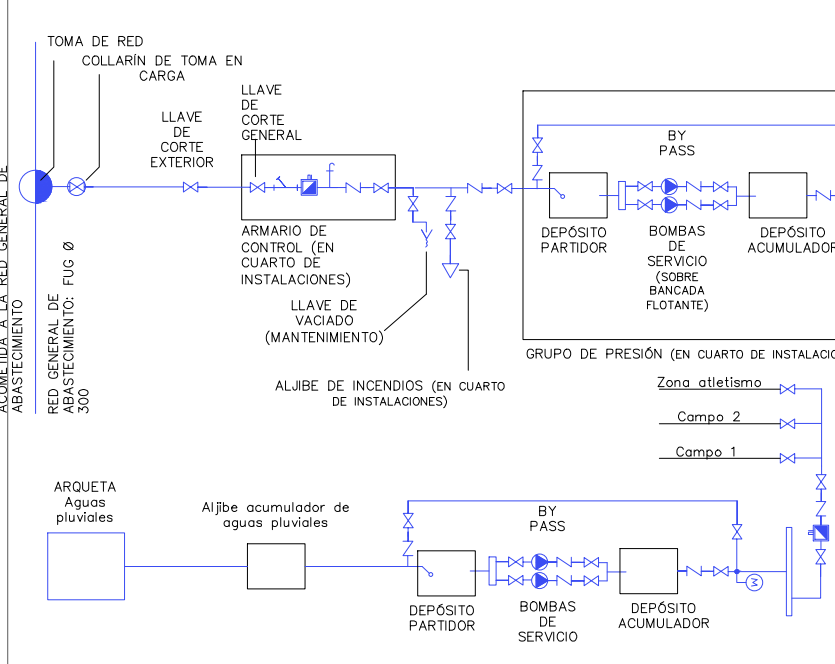 TOMA DE RED
COLLARÍN DE TOMA EN
CARGA
LLAVE
DE
CORTE
EXTERIOR
LLAVE
DE
CORTE
GENERAL
ARMARIO DE
CONTROL (EN
CUARTO DE
INSTALACIONES)
LLAVE DE
VACIADO
(MANTENIMIENTO)
ALJIBE DE INCENDIOS (EN CUARTO
DE INSTALACIONES)
BY
PASS
DEPÓSITO
PARTIDOR
BOMBAS
DE
SERVICIO
(SOBRE
BANCADA
FLOTANTE)
DEPÓSITO
ACUMULADOR
GRUPO DE PRESIÓN (EN CUARTO DE
ACOMETIDA A LA RED GENERAL DE
ABASTECIMIENTO
RED GENERAL DE
ABASTECIMIENTO: FUG Ø
300
Zona atletismo
Campo 2
Campo 1
ARQUETA
Aguas
pluviales
Aljibe acumulador de
aguas pluviales
BY
PASS
DEPÓSITO
PARTIDOR
BOMBAS
DE
SERVICIO
DEPÓSITO
ACUMULADOR
M